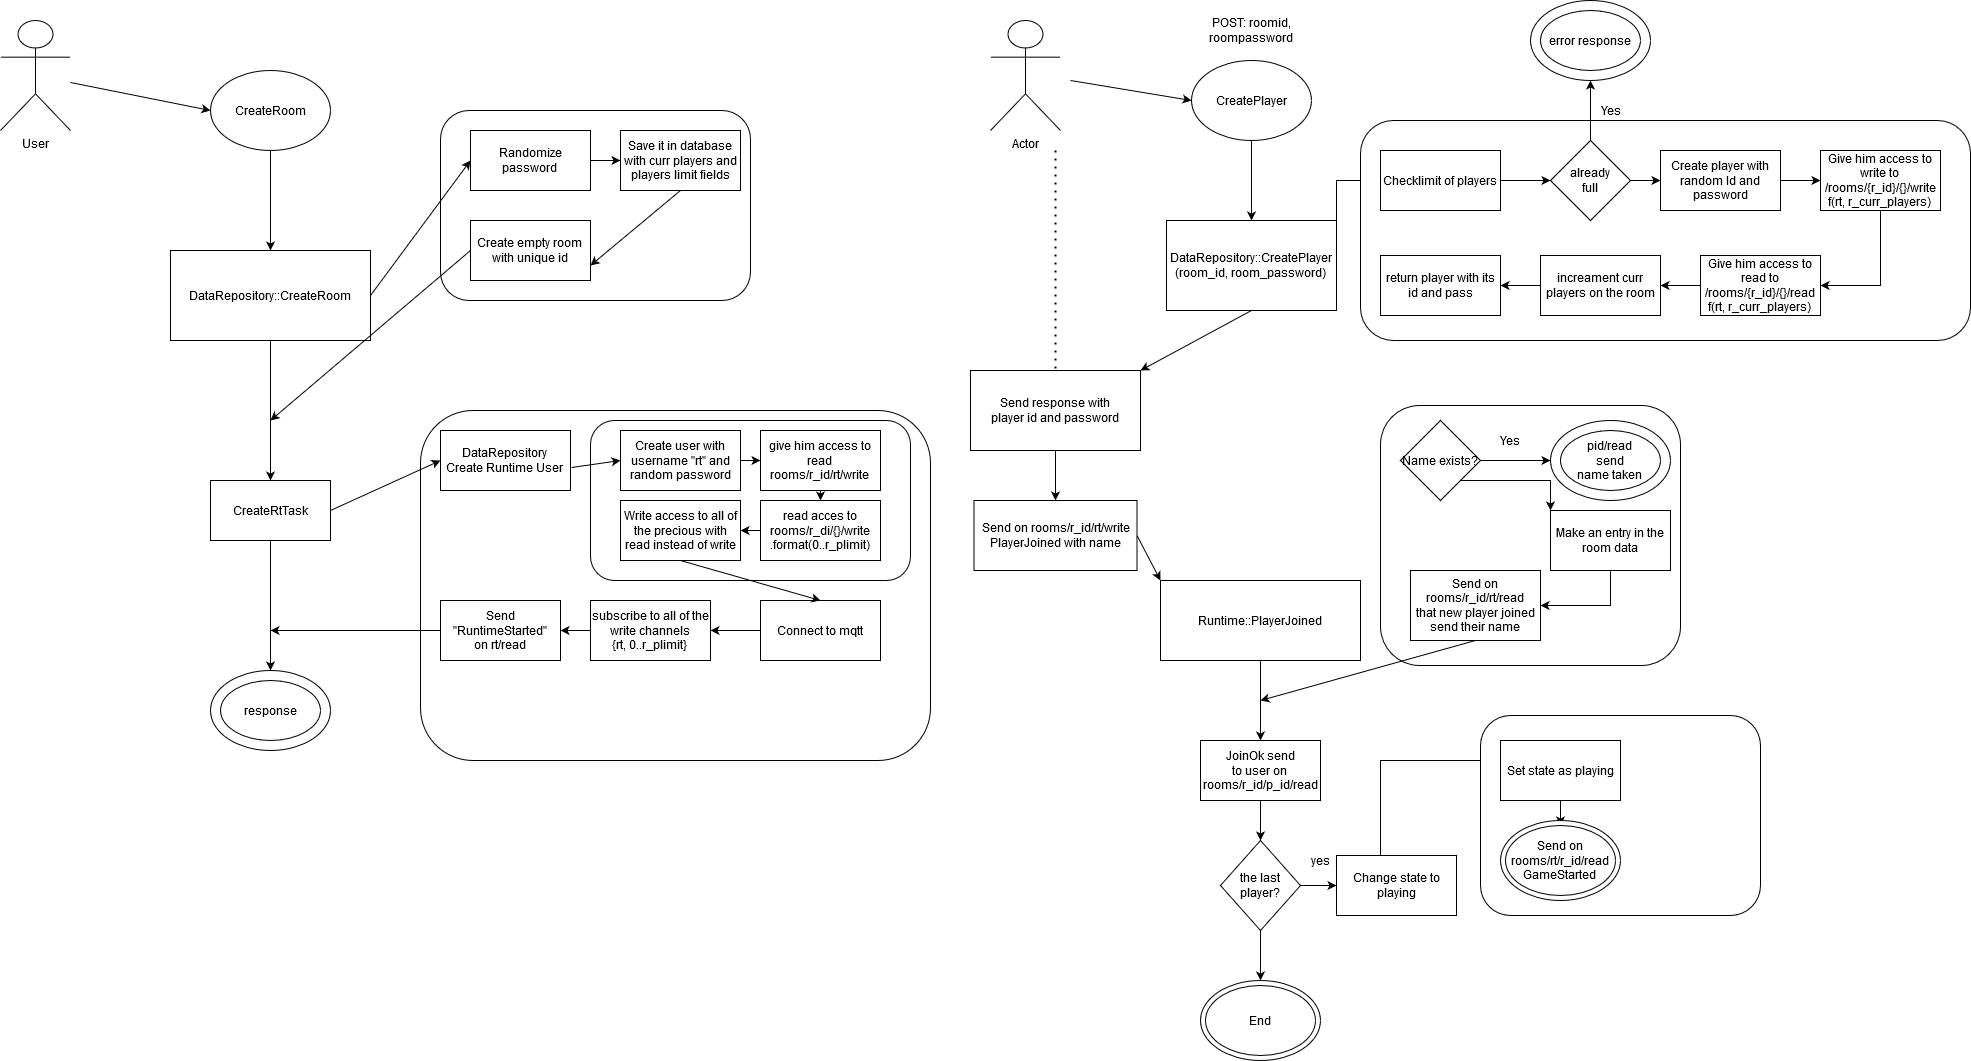 User
CreateRoom
Randomize
password
Save it in database
with curr players and
players limit fields
Create empty room
with unique id
DataRepository::CreateRoom
DataRepository
Create Runtime User
Create user with
username "rt" and
random password
give him access to
read
rooms/r_id/rt/write
Write access to all of
the precious with
read instead of write
read acces to
rooms/r_di/{}/write
.format(0..r_plimit)
CreateRtTask
Send
"RuntimeStarted"
on rt/read
subscribe to all of the
write channels
{rt, 0..r_plimit}
Connect to mqtt
response
Actor
POST: roomid,
roompassword
CreatePlayer
error response
Yes
Checklimit of players
already
full
Create player with
random Id and
password
Give him access to
write to
/rooms/{r_id}/{}/write
f(rt, r_curr_players)
DataRepository::CreatePlayer
(room_id, room_password)
return player with its
id and pass
increament curr
players on the room
Give him access to
read to
/rooms/{r_id}/{}/read
f(rt, r_curr_players)
Send response with
player id and password
Name exists?
Yes
pid/read
send
name taken
Send on rooms/r_id/rt/write
PlayerJoined with name
Make an entry in the
room data
Send on
rooms/r_id/rt/read
that new player joined
send their name
Runtime::PlayerJoined
JoinOk send
to user on
rooms/r_id/p_id/read
Set state as playing
the last
player?
yes
Change state to
playing
Send on
rooms/rt/r_id/read
GameStarted
End